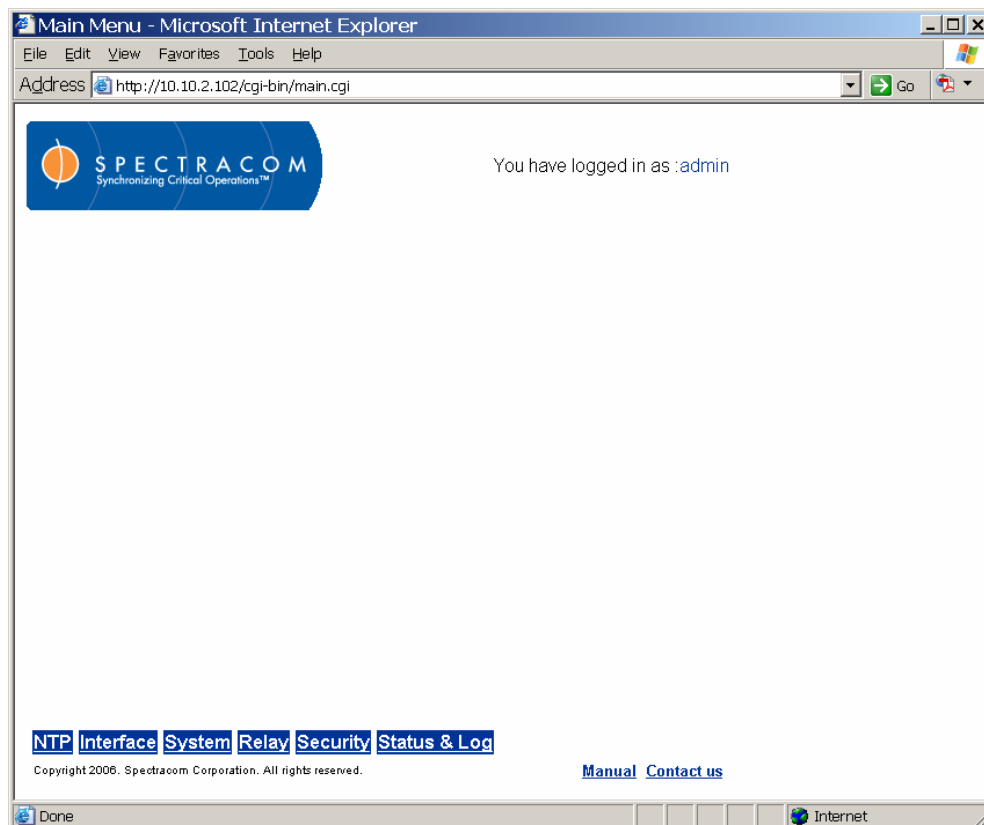 Main Menu - Microsoft Internet Explorer
File Edit View Favorites Tools Help
Address http://10.10.2.102/cgi-bin/main.cgi Go
SPECTRACOM
Synchronizing Critical Operations™
You have logged in as :admin
NTP Interface System Relay Security Status & Log
Copyright 2006. Spectracom Corporation. All rights reserved.
Manual Contact us
Done Internet